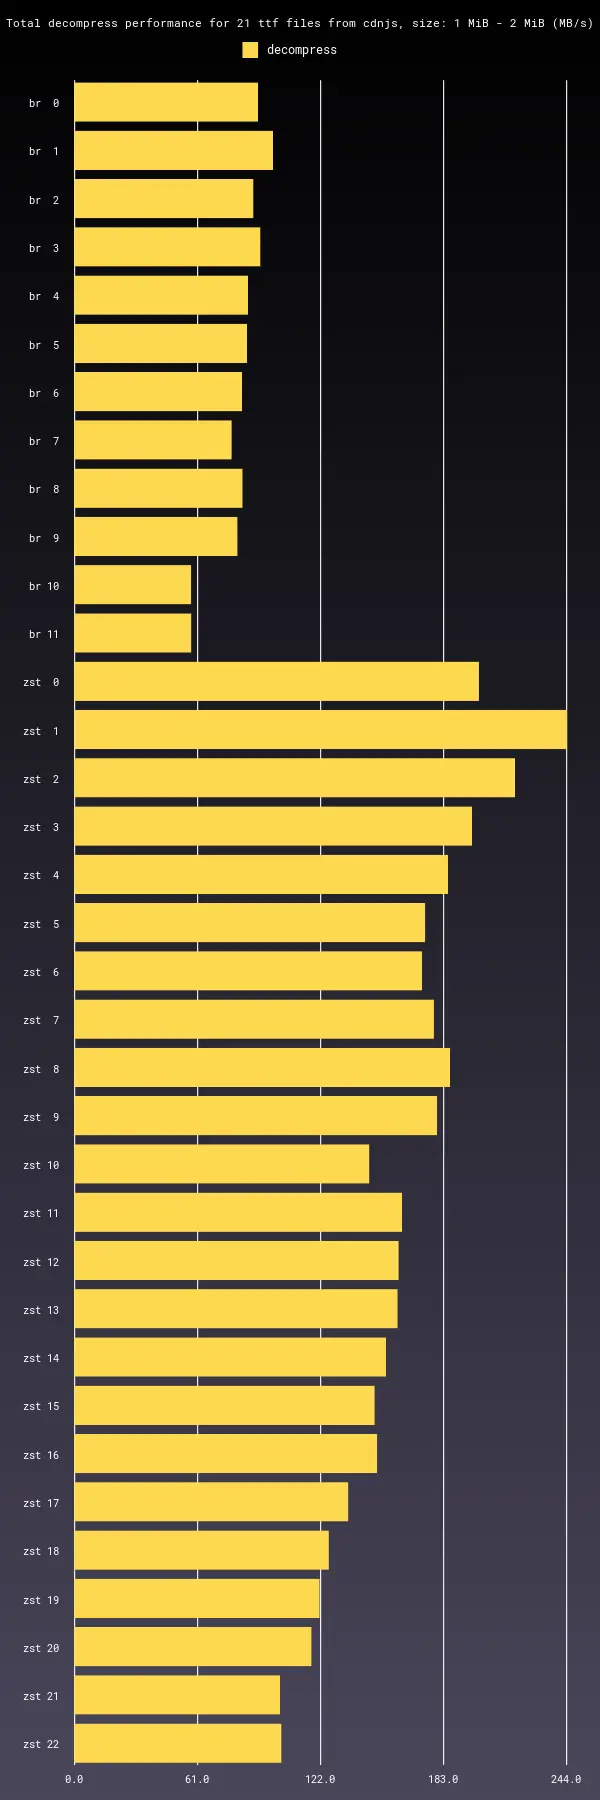 Total decompress performance for 21 ttf files from cdnjs, size: 1 MiB - 2 MiB (MB/s)
decompress
br 0
br 1
br 2
br 3
br 4
br 5
br 6
br 7
br 8
br 9
br 10
br 11
zst 0
zst 1
zst 2
zst 3
zst 4
zst 5
zst 6
zst 7
zst 8
zst 9
zst 10
zst 11
zst 12
zst 13
zst 14
zst 15
zst 16
zst 17
zst 18
zst 19
zst 20
zst 21
zst 22
0.0 61.0 122.0 183.0 244.0